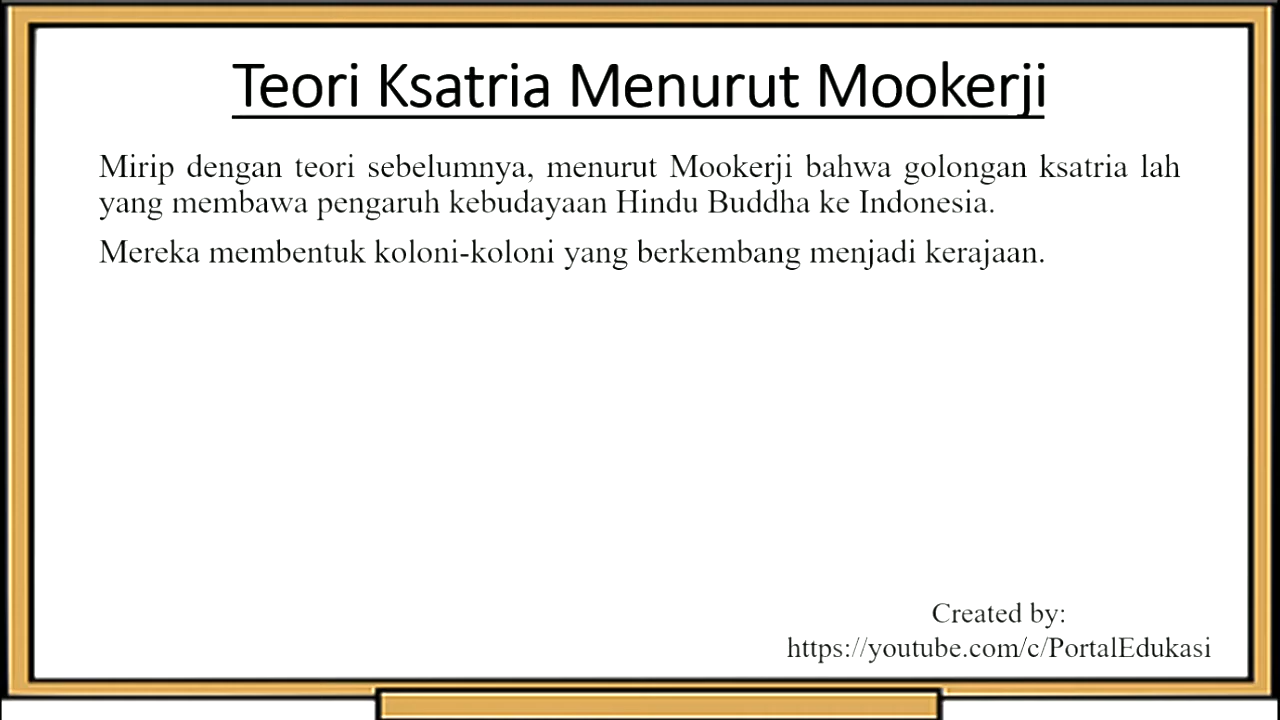 Teori Ksatria Menurut Mookerji
Mirip dengan teori sebelumnya, menurut Mookerji bahwa golongan ksatria lah
yang membawa pengaruh kebudayaan Hindu Buddha ke Indonesia.
Mereka membentuk koloni-koloni yang berkembang menjadi kerajaan.
Created by:
https://youtube.com/c/PortalEdukasi